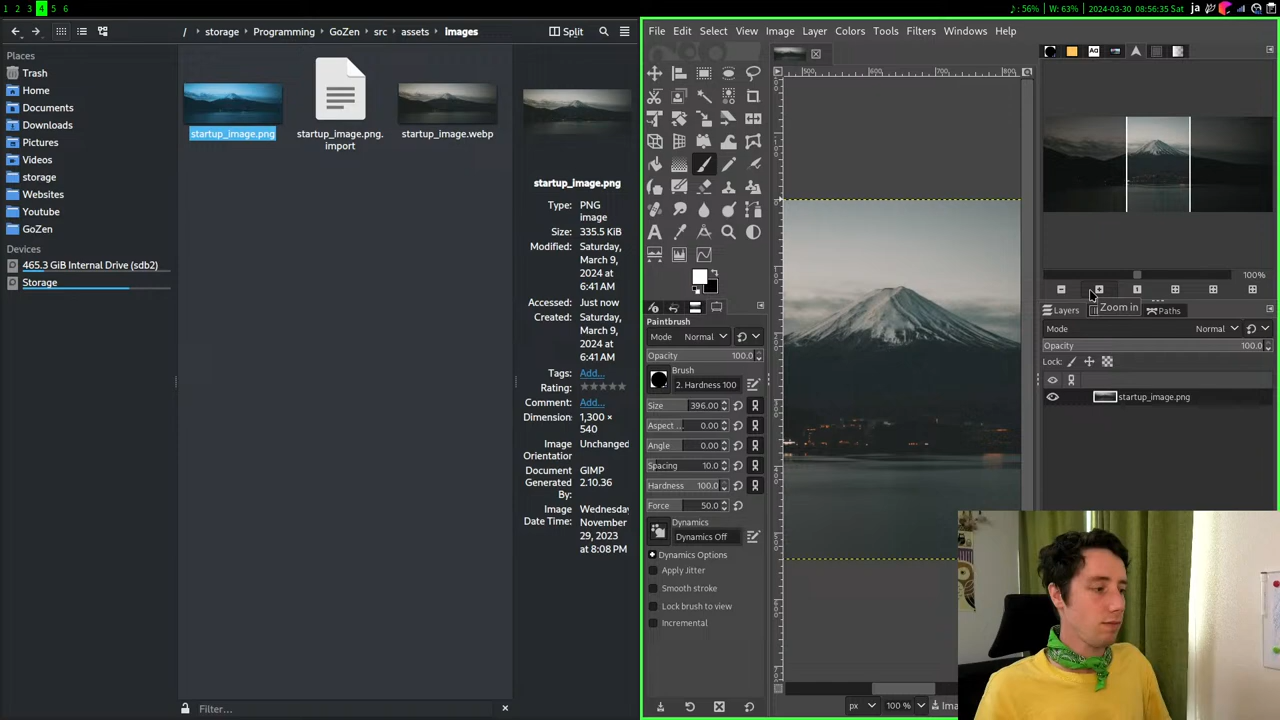 1 2 3 4 5 6
♪: 56% | W: 63% | 2024-03-30 08:56:35 Sat
ja
/ storage Programming GoZen src assets Images
Split
Places
Trash
Home
Documents
Downloads
Pictures
Videos
storage
Websites
Youtube
GoZen
Devices
465.3 GiB Internal Drive (sdb2)
Storage
startup_image.png
startup_image.png.
import
startup_image.webp
startup_image.png
Type: PNG
image
Size: 335.5 KiB
Modified: Saturday,
March 9,
2024 at
6:41 AM
Accessed: Just now
Created: Saturday,
March 9,
2024 at
6:41 AM
Tags: Add...
Rating:
Comment: Add...
Dimension: 1,300 ×
540
Image Unchanged
Orientation
Document GIMP
Generated 2.10.36
By:
Image Wednesday
Date Time: November
29, 2023
at 8:08 PM
Filter...
File Edit Select View Image Layer Colors Tools Filters Windows Help
Aa
500 600 700 800
Paintbrush
Mode Normal
Opacity 100.0
Brush
2. Hardness 100
Size 396.00
Aspect ... 0.00
Angle 0.00
Spacing 10.0
Hardness 100.0
Force 50.0
Dynamics
Dynamics Off
Dynamics Options
Apply Jitter
Smooth stroke
Lock brush to view
Incremental
px
100 %
Ima
100%
Zoom in
Layers
Paths
Mode Normal
Opacity 100.0
Lock:
startup_image.png